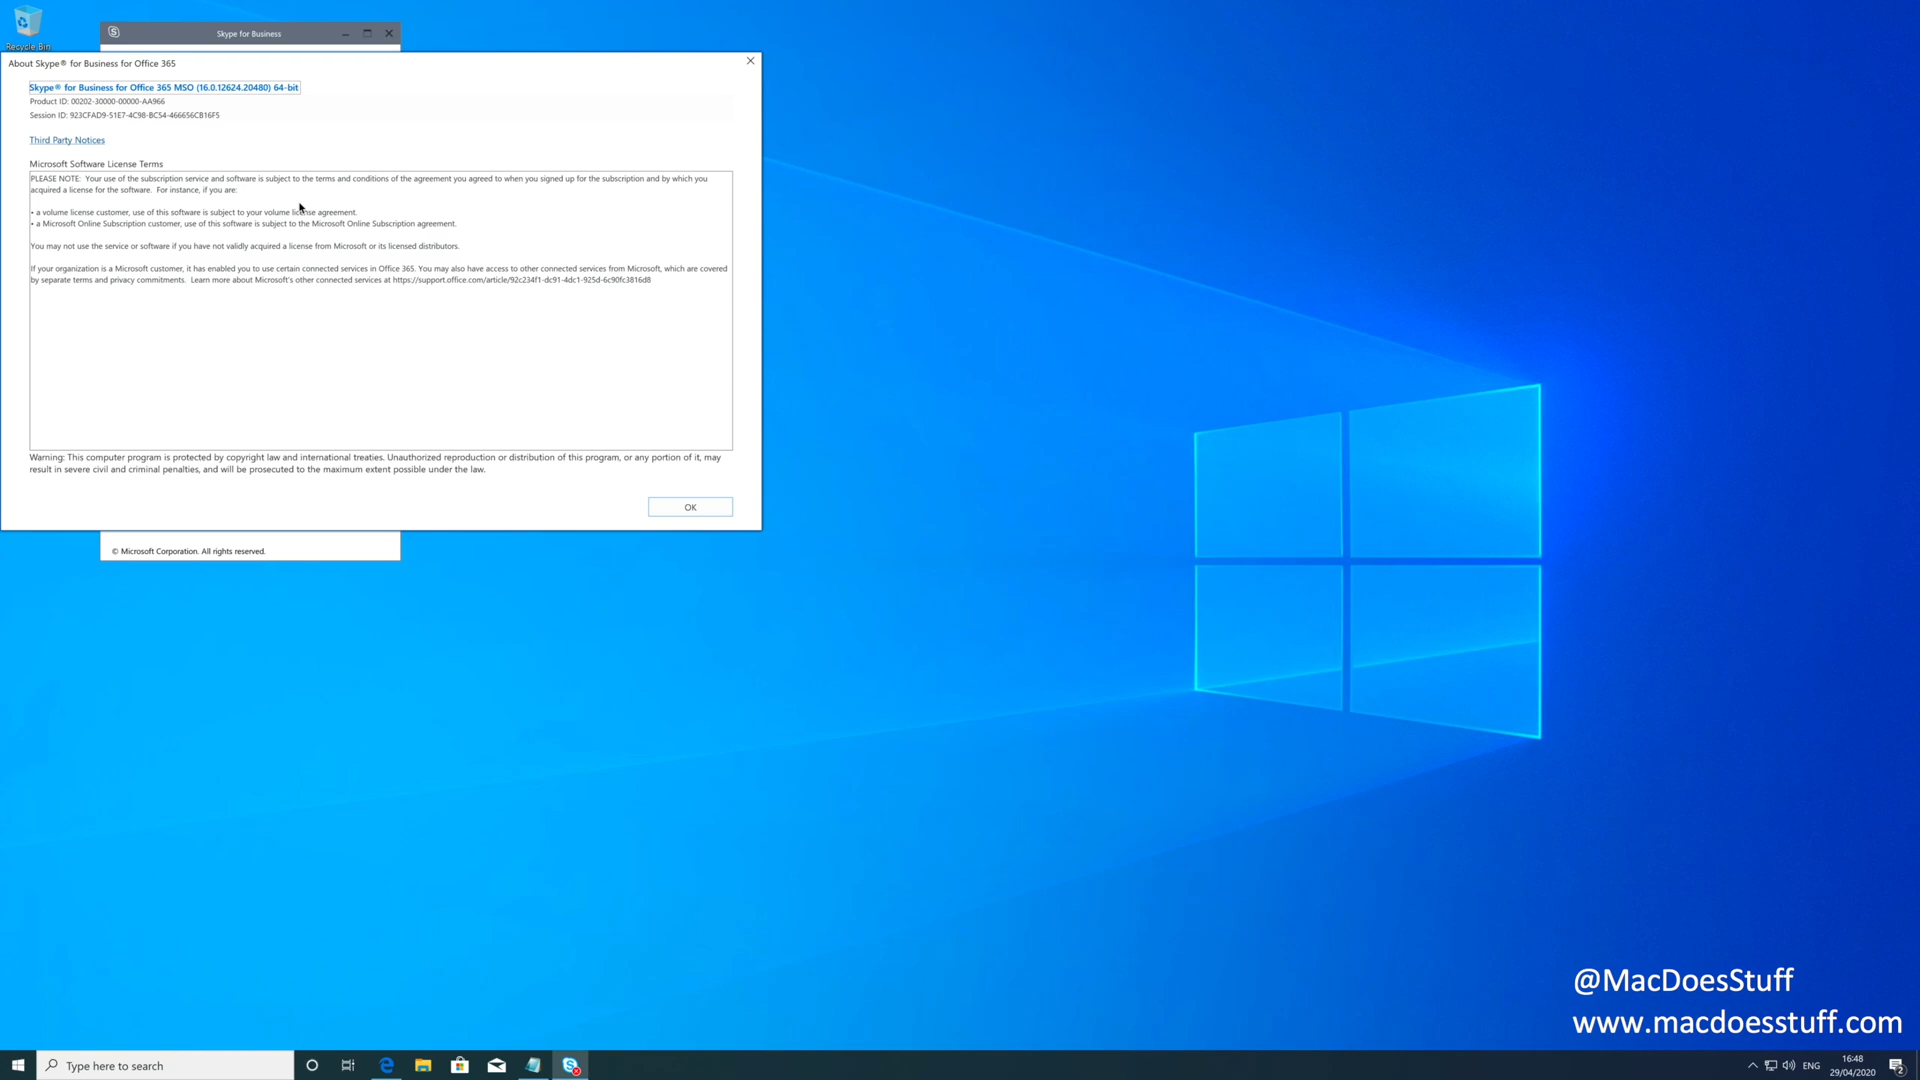 Recycle Bin
Skype for Business
About Skype® for Business for Office 365
Skype® for Business for Office 365 MSO (16.0.12624.20480) 64-bit
Product ID: 00202-30000-00000-AA966
Session ID: 923CFAD9-51E7-4C98-BC54-466656CB16F5
Third Party Notices
Microsoft Software License Terms
PLEASE NOTE:  Your use of the subscription service and software is subject to the terms and conditions of the agreement you agreed to when you signed up for the subscription and by which you
acquired a license for the software.  For instance, if you are:
• a volume license customer, use of this software is subject to your volume license agreement.
• a Microsoft Online Subscription customer, use of this software is subject to the Microsoft Online Subscription agreement.
You may not use the service or software if you have not validly acquired a license from Microsoft or its licensed distributors.
If your organization is a Microsoft customer, it has enabled you to use certain connected services in Office 365. You may also have access to other connected services from Microsoft, which are covered
by separate terms and privacy commitments.  Learn more about Microsoft's other connected services at https://support.office.com/article/92c234f1-dc91-4dc1-925d-6c90fc3816d8
Warning: This computer program is protected by copyright law and international treaties. Unauthorized reproduction or distribution of this program, or any portion of it, may
result in severe civil and criminal penalties, and will be prosecuted to the maximum extent possible under the law.
OK
© Microsoft Corporation. All rights reserved.
@MacDoesStuff
www.macdoesstuff.com
Type here to search
ENG
16:48
29/04/2020
2